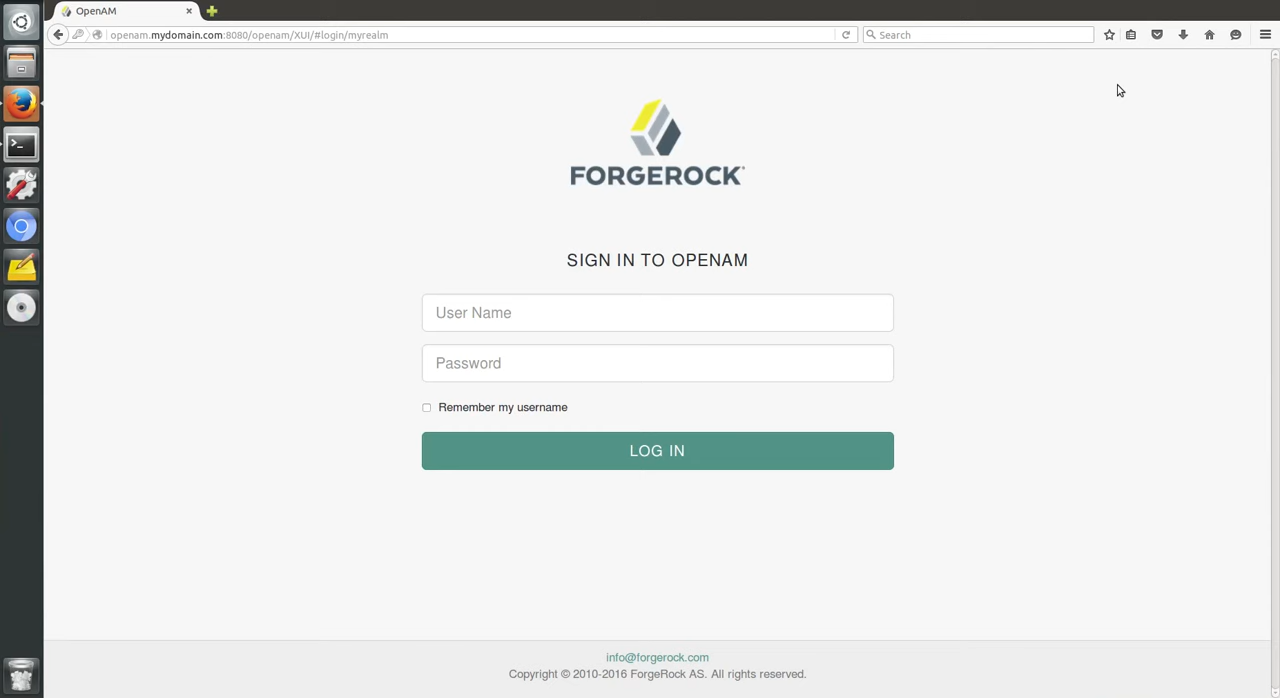 OpenAM
openam.mydomain.com:8080/openam/XUI/#login/myrealm
Search
FORGEROCK
SIGN IN TO OPENAM
User Name
Password
Remember my username
LOG IN
info@forgerock.com
Copyright © 2010-2016 ForgeRock AS. All rights reserved.